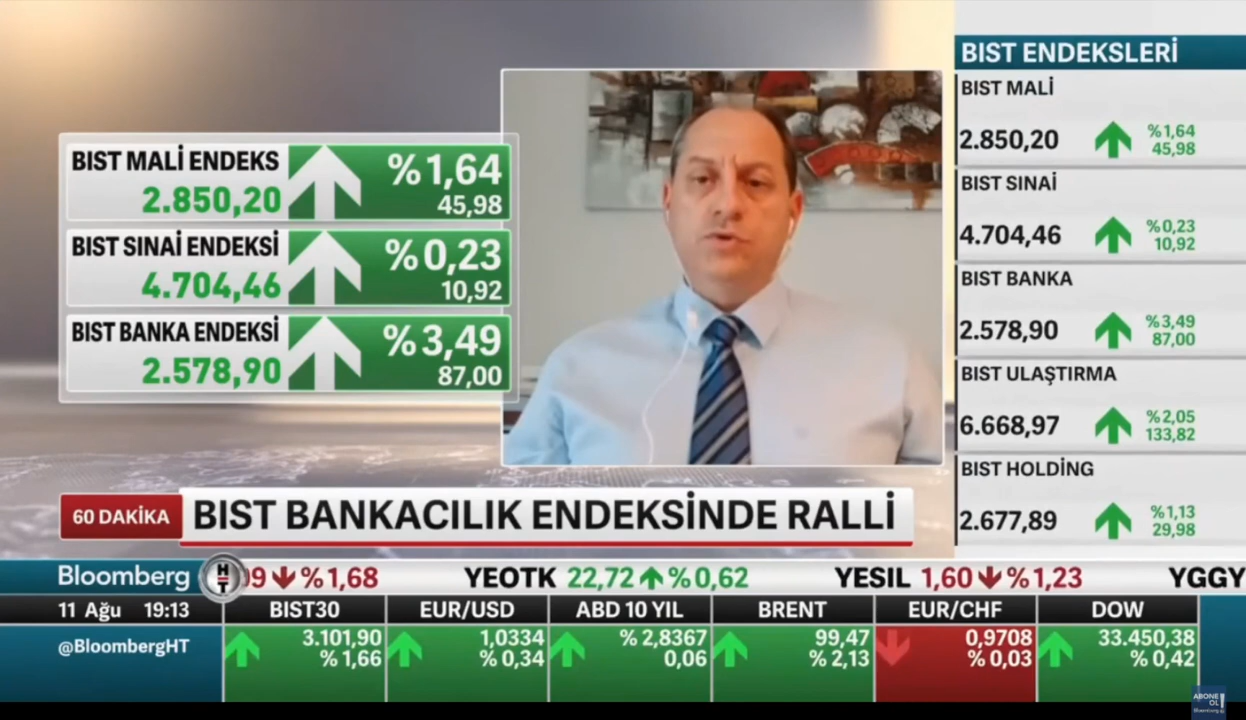 BIST MALİ ENDEKS
2.850,20
%1,64
45,98
BIST SINAİ ENDEKSİ
4.704,46
%0,23
10,92
BIST BANKA ENDEKSİ
2.578,90
%3,49
87,00
BIST ENDEKSLERİ
BIST MALİ
2.850,20
%1,64
45,98
BIST SINAİ
4.704,46
%0,23
10,92
BIST BANKA
2.578,90
%3,49
87,00
BIST ULAŞTIRMA
6.668,97
%2,05
133,82
BIST HOLDİNG
2.677,89
%1,13
29,98
60 DAKİKA
BIST BANKACILIK ENDEKSİNDE RALLİ
Bloomberg HT
%1,68 YEOTK 22,72 %0,62 YESIL 1,60 %1,23 YGGY
11 Ağu 19:13
@BloombergHT
BIST30
3.101,90
% 1,66
EUR/USD
1,0334
% 0,34
ABD 10 YIL
% 2,8367
0,06
BRENT
99,47
% 2,13
EUR/CHF
0,9708
% 0,03
DOW
33.450,38
% 0,42
ABONE
OL!
Bloomberg